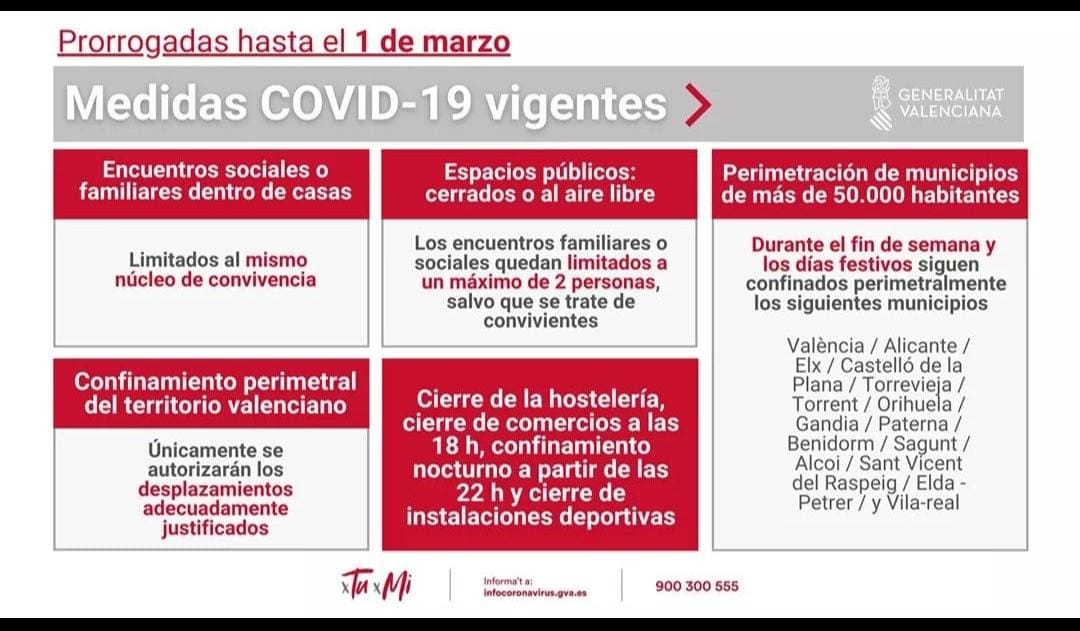 Prorrogadas hasta el 1 de marzo
Medidas COVID-19 vigentes
GENERALITAT
VALENCIANA
Encuentros sociales o
familiares dentro de casas
Limitados al mismo
núcleo de convivencia
Espacios públicos:
cerrados o al aire libre
Los encuentros familiares o
sociales quedan limitados a
un máximo de 2 personas,
salvo que se trate de
convivientes
Perimetración de municipios
de más de 50.000 habitantes
Durante el fin de semana y
los días festivos siguen
confinados perimetralmente
los siguientes municipios
València / Alicante /
Elx / Castelló de la
Plana / Torrevieja /
Torrent / Orihuela /
Gandia / Paterna /
Benidorm / Sagunt /
Alcoi / Sant Vicent
del Raspeig / Elda -
Petrer / y Vila-real
Confinamiento perimetral
del territorio valenciano
Únicamente se
autorizarán los
desplazamientos
adecuadamente
justificados
Cierre de la hostelería,
cierre de comercios a las
18 h, confinamiento
nocturno a partir de las
22 h y cierre de
instalaciones deportivas
xTu xMi
Informa't a:
infocoronavirus.gva.es
900 300 555